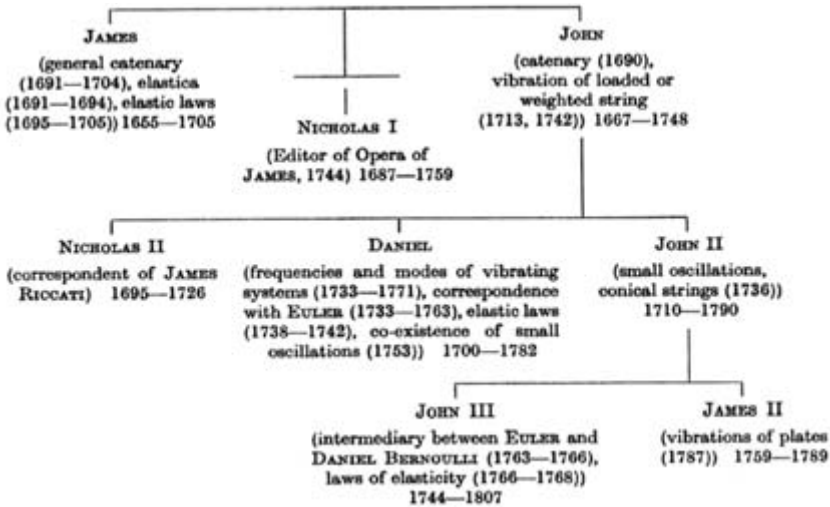 JAMES
(general catenary
(1691—1704), elastica
(1691—1694), elastic laws
(1695—1705)) 1655—1705
JOHN
(catenary (1690),
vibration of loaded or
weighted string
(1713, 1742)) 1667—1748
NICHOLAS I
(Editor of Opera of
JAMES, 1744) 1687—1759
NICHOLAS II
(correspondent of JAMES
RICCATI) 1695—1726
DANIEL
(frequencies and modes of vibrating
systems (1733—1771), correspondence
with EULER (1733—1763), elastic laws
(1738—1742), co-existence of small
oscillations (1753)) 1700—1782
JOHN II
(small oscillations,
conical strings (1736))
1710—1790
JOHN III
(intermediary between EULER and
DANIEL BERNOULLI (1763—1766),
laws of elasticity (1766—1768))
1744—1807
JAMES II
(vibrations of plates
(1787)) 1759—1789